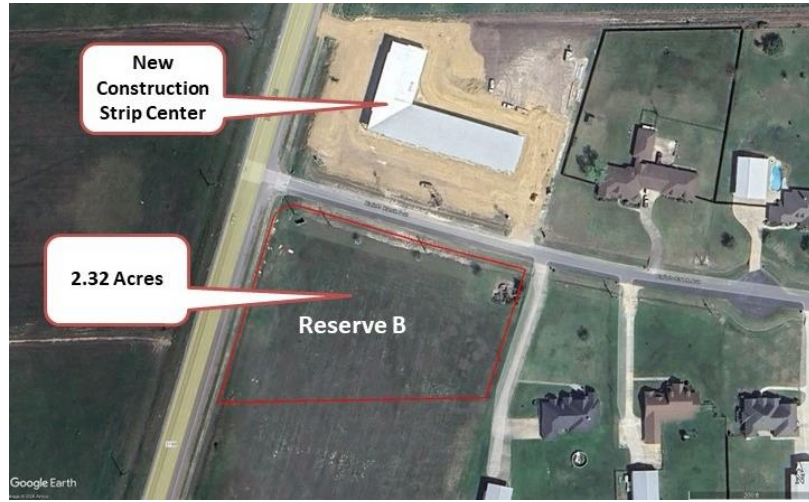 New
Construction
Strip Center
2.32 Acres
Reserve B
Google Earth